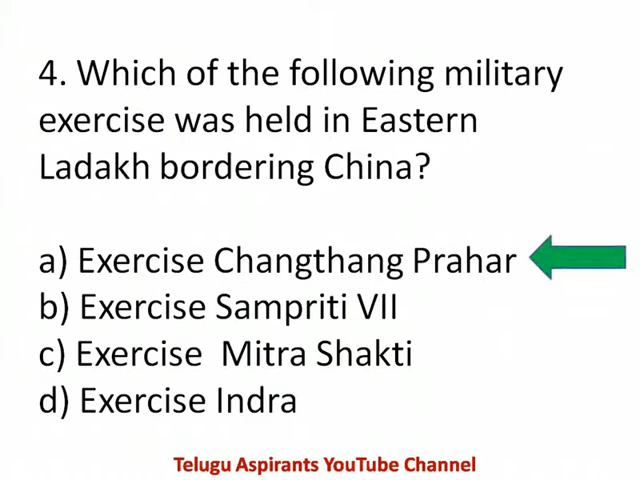 4. Which of the following military
exercise was held in Eastern
Ladakh bordering China?
a) Exercise Changthang Prahar
b) Exercise Sampriti VII
c) Exercise  Mitra Shakti
d) Exercise Indra
Telugu Aspirants YouTube Channel